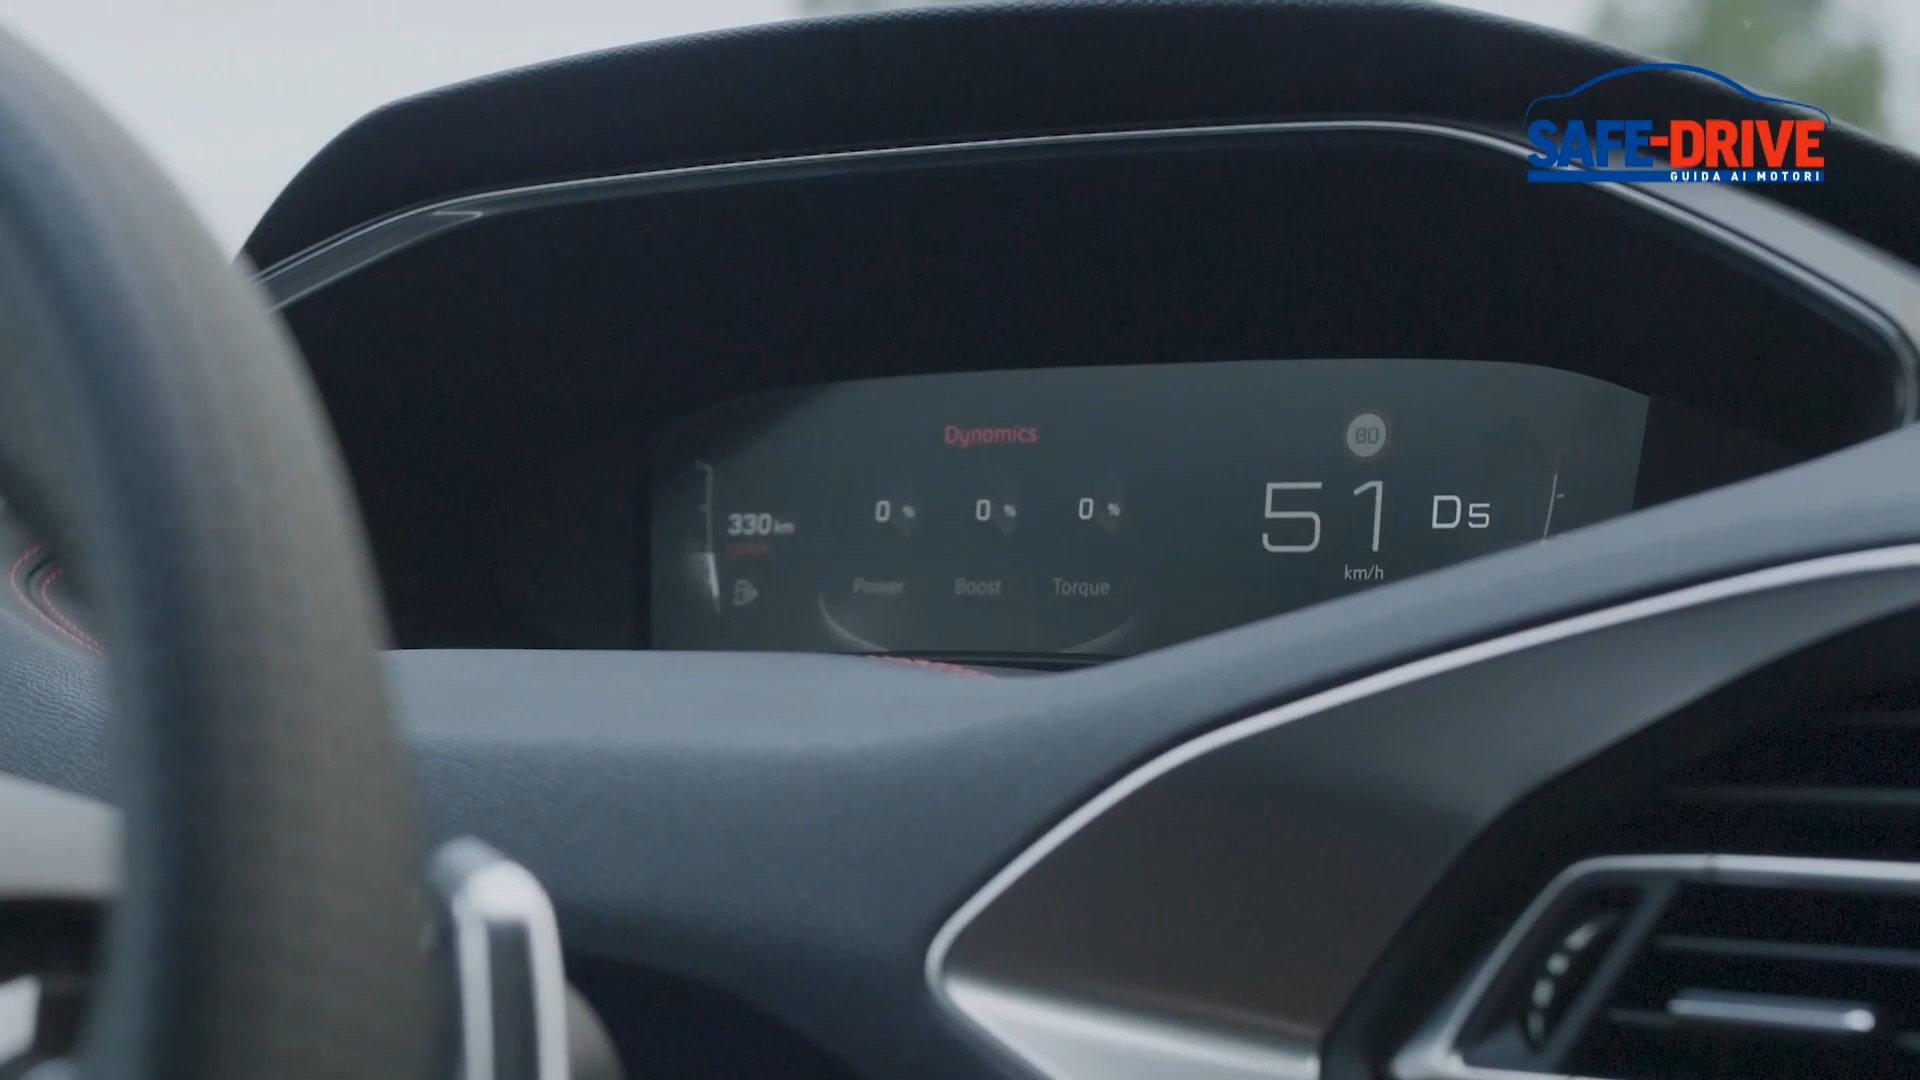 SAFE-DRIVE
GUIDA AI MOTORI
Dynamics
80
330 km
0 %
0 %
0 %
51
D5
km/h
Power
Boost
Torque